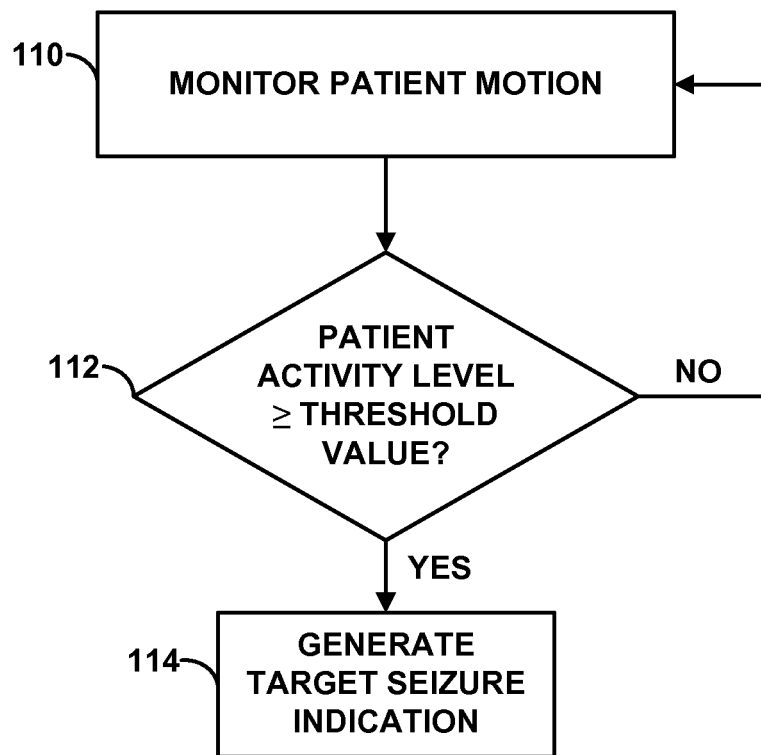 110
MONITOR PATIENT MOTION
112
PATIENT
ACTIVITY LEVEL
≥ THRESHOLD
VALUE?
NO
YES
114
GENERATE
TARGET SEIZURE
INDICATION